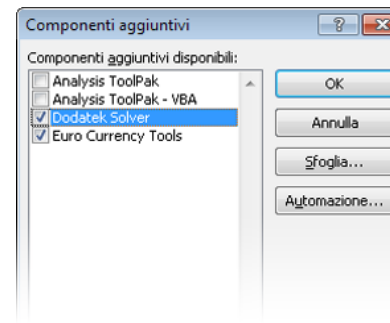 Componenti aggiuntivi
Componenti aggiuntivi disponibili:
Analysis ToolPak
Analysis ToolPak - VBA
Dodatek Solver
Euro Currency Tools
OK
Annulla
Sfoglia...
Automazione...